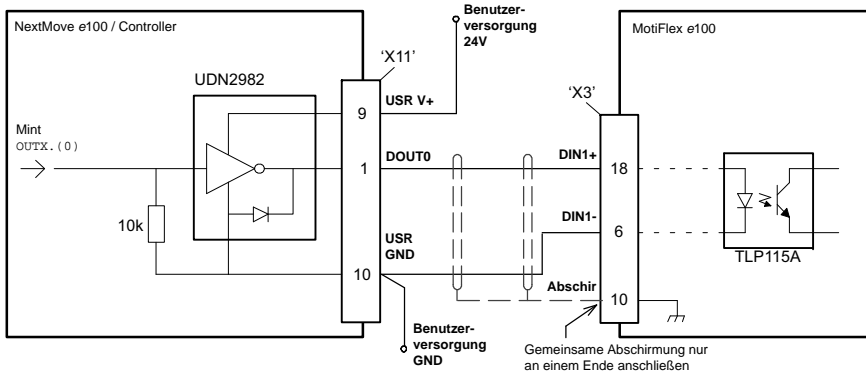 NextMove e100 / Controller
Benutzer-
versorgung
24V
MotiFlex e100
'X11'
UDN2982
'X3'
USR V+
9
Mint
OUTX.(0)
DOUT0
1
DIN1+
18
10k
USR
GND
10
DIN1-
6
TLP115A
Abschir
10
Benutzer-
versorgung
GND
Gemeinsame Abschirmung nur
an einem Ende anschließen